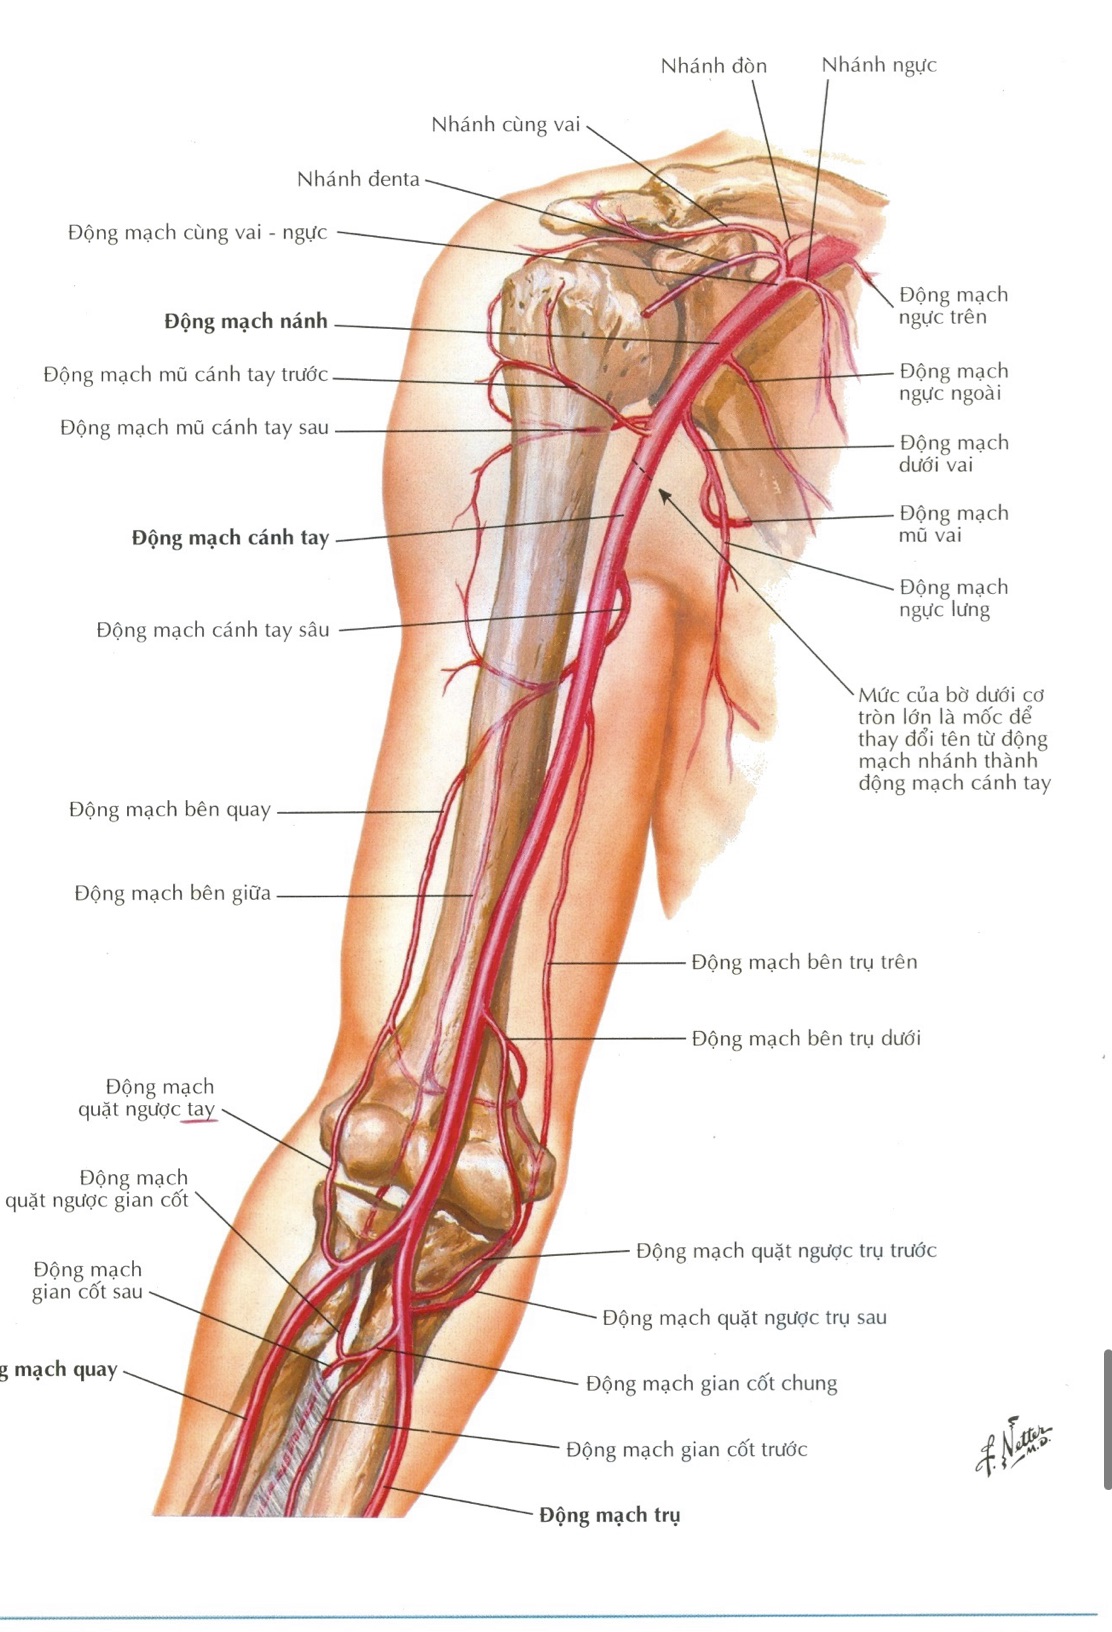 Nhánh đòn
Nhánh ngực
Nhánh cùng vai
Nhánh đenta
Động mạch cùng vai - ngực
Động mạch nánh
Động mạch mũ cánh tay trước
Động mạch mũ cánh tay sau
Động mạch cánh tay
Động mạch cánh tay sâu
Động mạch bên quay
Động mạch bên giữa
Động mạch
quặt ngược tay
Động mạch
quặt ngược gian cốt
Động mạch
gian cốt sau
g mạch quay
Động mạch
ngực trên
Động mạch
ngực ngoài
Động mạch
dưới vai
Động mạch
mũ vai
Động mạch
ngực lưng
Mức của bờ dưới cơ
tròn lớn là mốc để
thay đổi tên từ động
mạch nhánh thành
động mạch cánh tay
Động mạch bên trụ trên
Động mạch bên trụ dưới
Động mạch quặt ngược trụ trước
Động mạch quặt ngược trụ sau
Động mạch gian cốt chung
Động mạch gian cốt trước
Động mạch trụ
F. Netter
M.D.